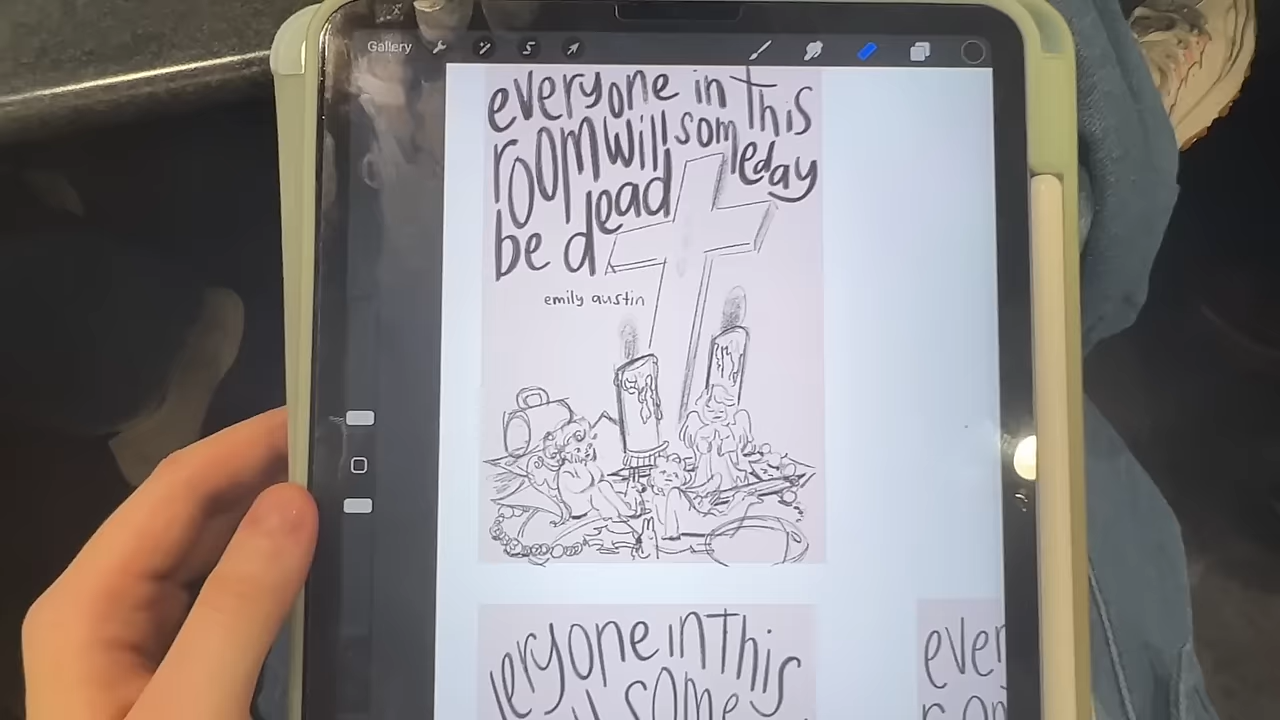 Gallery
everyone in this
room will someday
be dead
emily austin
eryone in this
some
ever